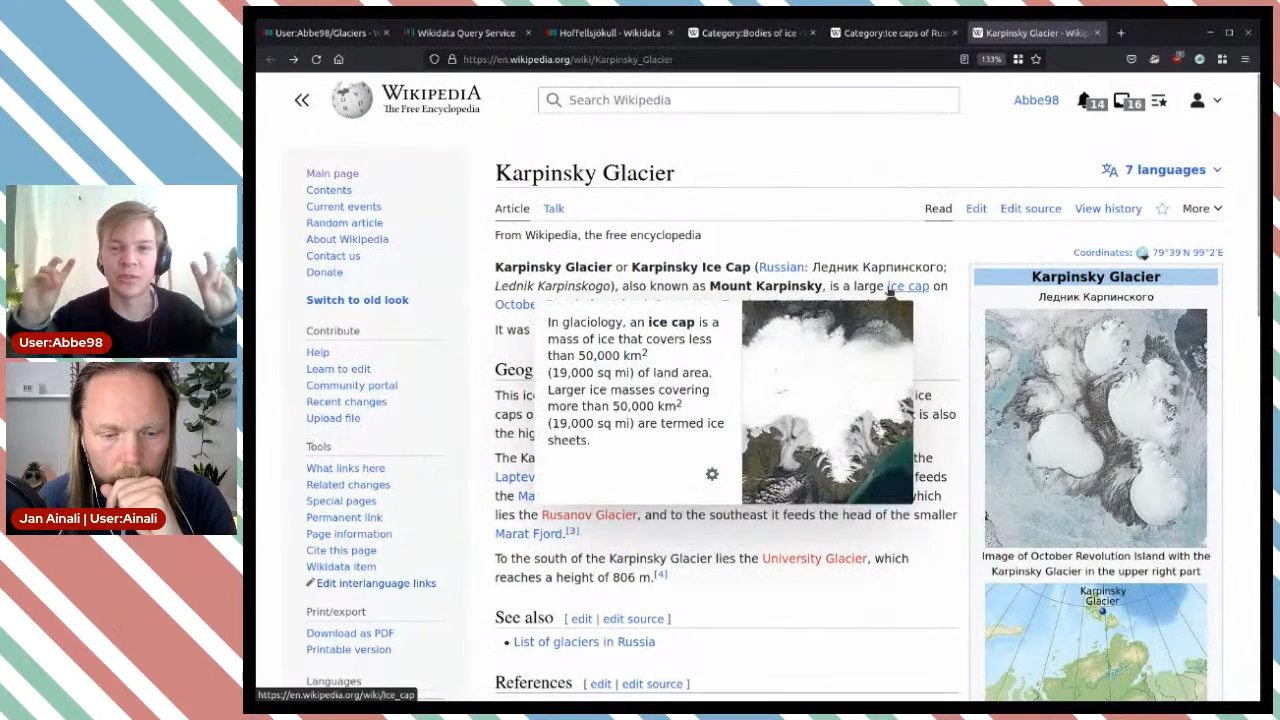 User:Abbe98/Glaciers - W
Wikidata Query Service
Hoffellsjökull - Wikidata
Category:Bodies of ice -
Category:Ice caps of Rus
Karpinsky Glacier - Wikip
https://en.wikipedia.org/wiki/Karpinsky_Glacier
133%
WIKIPEDIA
The Free Encyclopedia
Search Wikipedia
Abbe98
14
16
Main page
Contents
Current events
Random article
About Wikipedia
Contact us
Donate
Switch to old look
Contribute
Help
Learn to edit
Community portal
Recent changes
Upload file
Tools
What links here
Related changes
Special pages
Permanent link
Page information
Cite this page
Wikidata item
Edit interlanguage links
Print/export
Download as PDF
Printable version
Languages
Karpinsky Glacier
7 languages
Article Talk
Read Edit Edit source View history More
From Wikipedia, the free encyclopedia
Coordinates: 79°39′N 99°2′E
Karpinsky Glacier or Karpinsky Ice Cap (Russian: Ледник Карпинского;
Lednik Karpinskogo), also known as Mount Karpinsky, is a large ice cap on
Octobe
It was
Geog
This ic ice
caps o t is also
the hig
The Ka the
Laptev feeds
the Ma which
lies the Rusanov Glacier, and to the southeast it feeds the head of the smaller
Marat Fjord.[3]
To the south of the Karpinsky Glacier lies the University Glacier, which
reaches a height of 806 m.[4]
See also [ edit | edit source ]
• List of glaciers in Russia
References [ edit | edit source ]
In glaciology, an ice cap is a
mass of ice that covers less
than 50,000 km2
(19,000 sq mi) of land area.
Larger ice masses covering
more than 50,000 km2
(19,000 sq mi) are termed ice
sheets.
Karpinsky Glacier
Ледник Карпинского
Image of October Revolution Island with the
Karpinsky Glacier in the upper right part
Karpinsky
Glacier
https://en.wikipedia.org/wiki/Ice_cap
User:Abbe98
Jan Ainali | User:Ainali